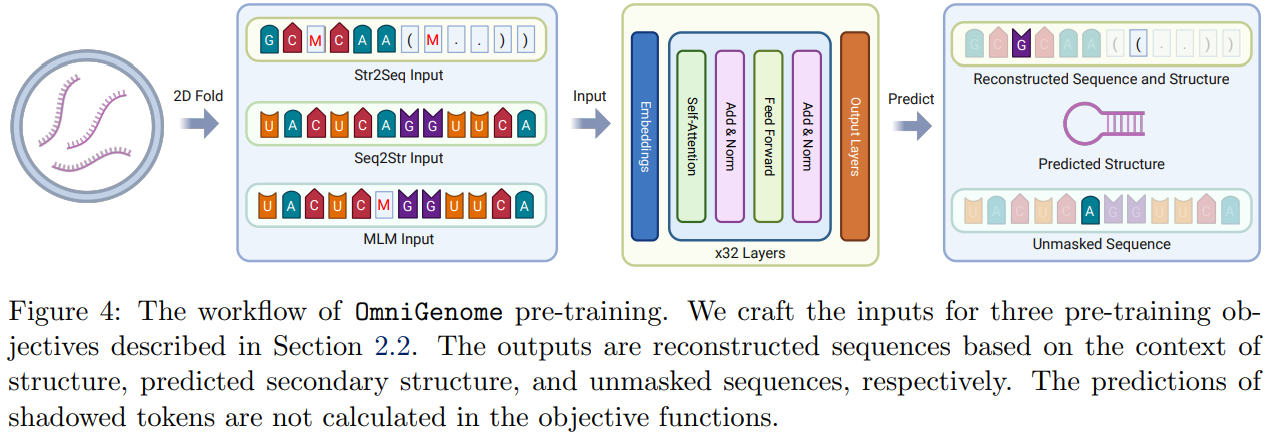 2D Fold
G C M C A A ( M . . ) )
Str2Seq Input
U A C U C A G G U U C A
Seq2Str Input
U A C U C M G G U U C A
MLM Input
Input
Embeddings
Self-Attention
Add & Norm
Feed Forward
Add & Norm
Output Layers
x32 Layers
Predict
G C G C A A ( ( . . ) )
Reconstructed Sequence and Structure
Predicted Structure
U A C U C A G G U U C A
Unmasked Sequence
Figure 4: The workflow of OmniGenome pre-training. We craft the inputs for three pre-training ob-
jectives described in Section 2.2. The outputs are reconstructed sequences based on the context of
structure, predicted secondary structure, and unmasked sequences, respectively. The predictions of
shadowed tokens are not calculated in the objective functions.